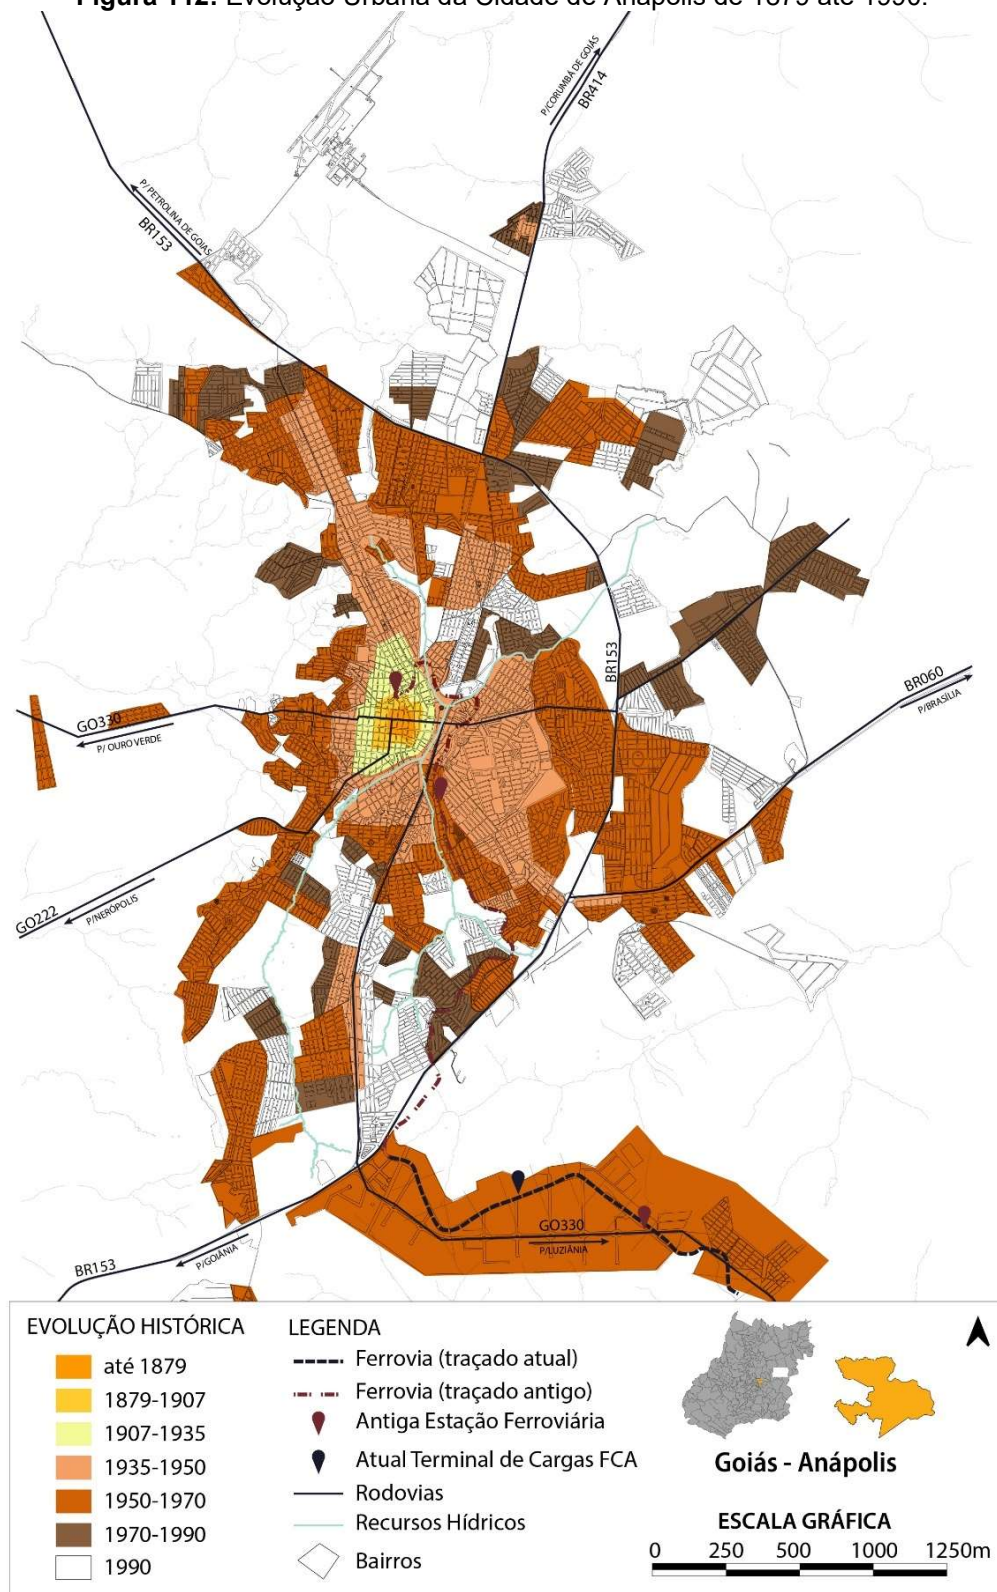 Figura 112: Evolução Urbana da Cidade de Anápolis de 1879 até 1990.
P/CORUMBÁ DE GOIÁS
BR414
P/ PETROLINA DE GOIÁS
BR153
BR153
BR060
P/BRASÍLIA
GO330
P/ OURO VERDE
GO222
P/NERÓPOLIS
GO330
P/LUZIÂNIA
BR153
P/GOIÂNIA
EVOLUÇÃO HISTÓRICA
até 1879
1879-1907
1907-1935
1935-1950
1950-1970
1970-1990
1990
LEGENDA
Ferrovia (traçado atual)
Ferrovia (traçado antigo)
Antiga Estação Ferroviária
Atual Terminal de Cargas FCA
Rodovias
Recursos Hídricos
Bairros
Goiás - Anápolis
ESCALA GRÁFICA
0 250 500 1000 1250m